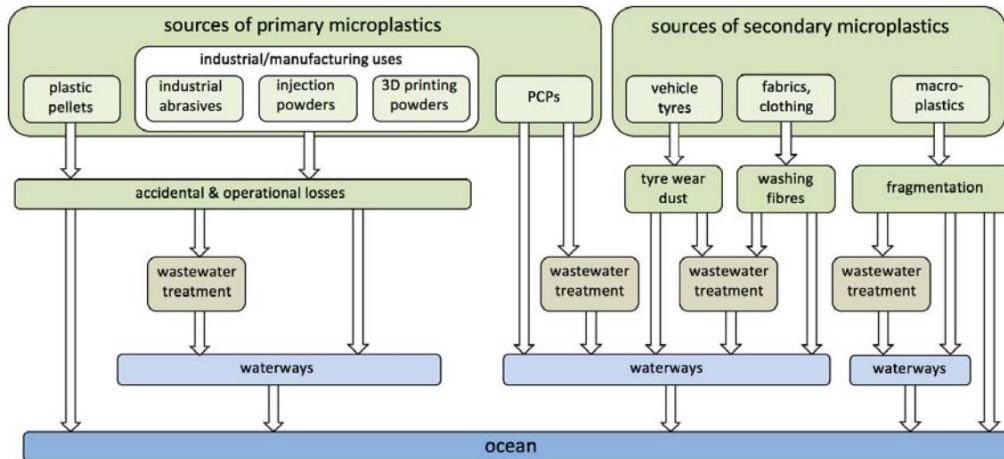 sources of primary microplastics
sources of secondary microplastics
industrial/manufacturing uses
plastic
pellets
industrial
abrasives
injection
powders
3D printing
powders
PCPs
vehicle
tyres
fabrics,
clothing
macro-
plastics
accidental & operational losses
tyre wear
dust
washing
fibres
fragmentation
wastewater
treatment
wastewater
treatment
wastewater
treatment
wastewater
treatment
waterways
waterways
waterways
ocean